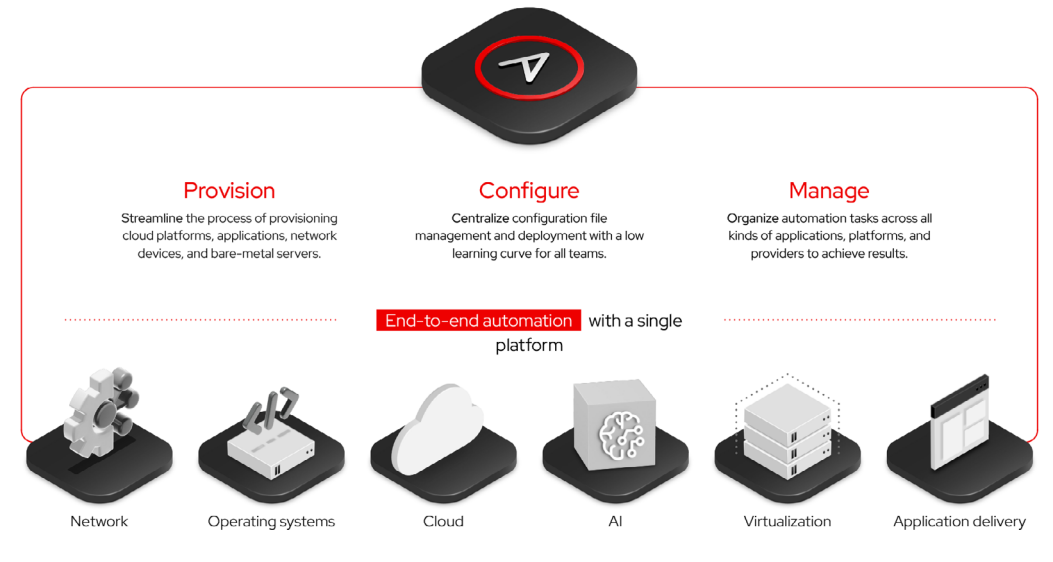 Provision
Streamline the process of provisioning
cloud platforms, applications, network
devices, and bare-metal servers.
Configure
Centralize configuration file
management and deployment with a low
learning curve for all teams.
Manage
Organize automation tasks across all
kinds of applications, platforms, and
providers to achieve results.
End-to-end automation with a single
platform
Network
Operating systems
Cloud
AI
Virtualization
Application delivery